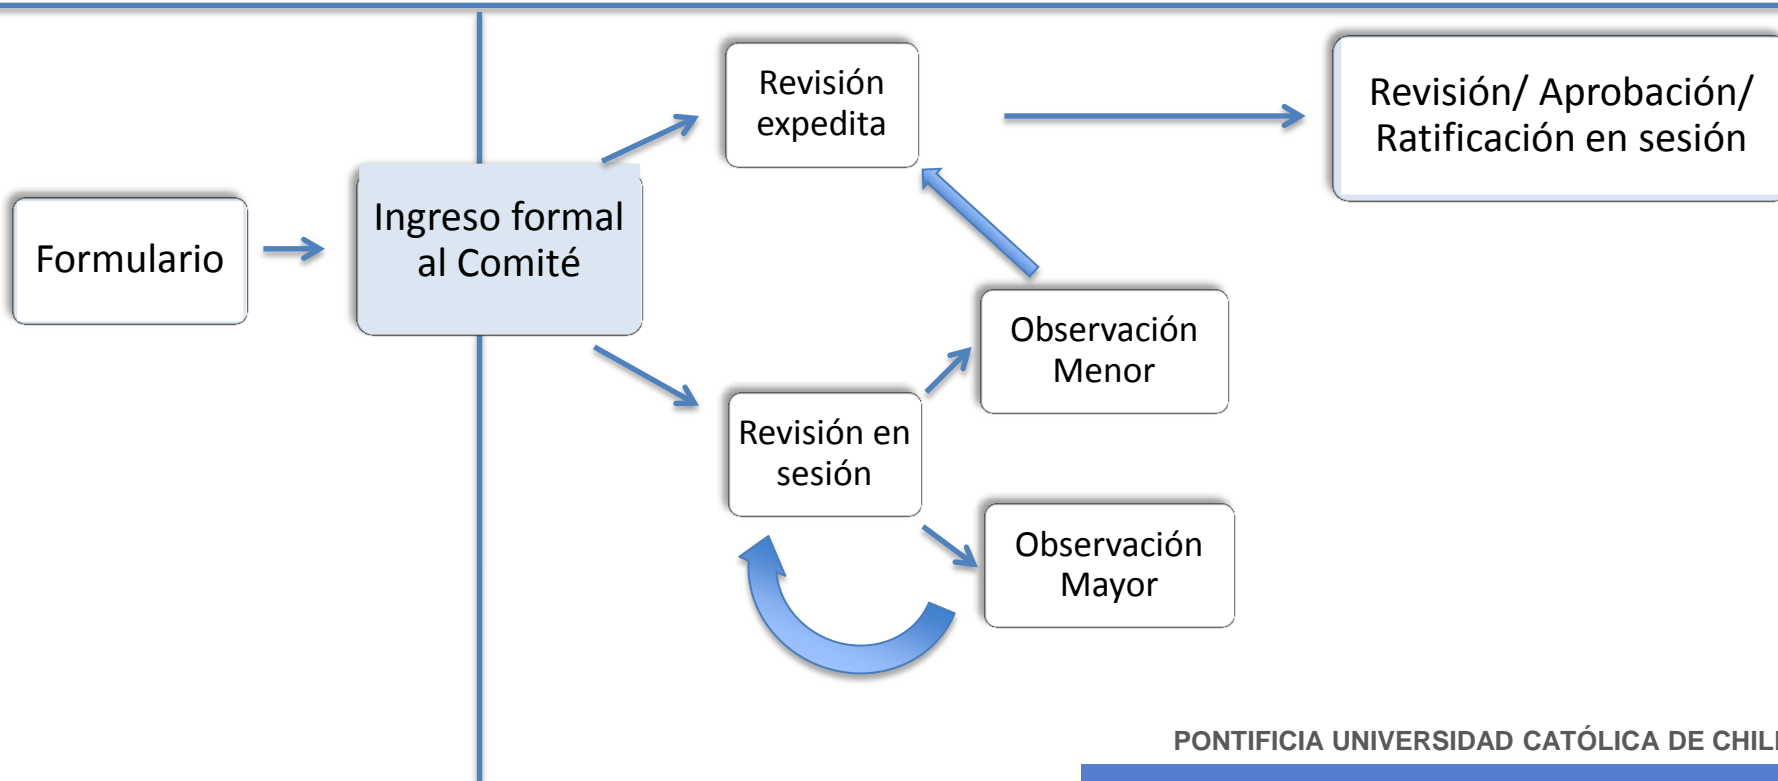 Formulario
Ingreso formal
al Comité
Revisión
expedita
Revisión/ Aprobación/
Ratificación en sesión
Observación
Menor
Revisión en
sesión
Observación
Mayor
PONTIFICIA UNIVERSIDAD CATÓLICA DE CHIL